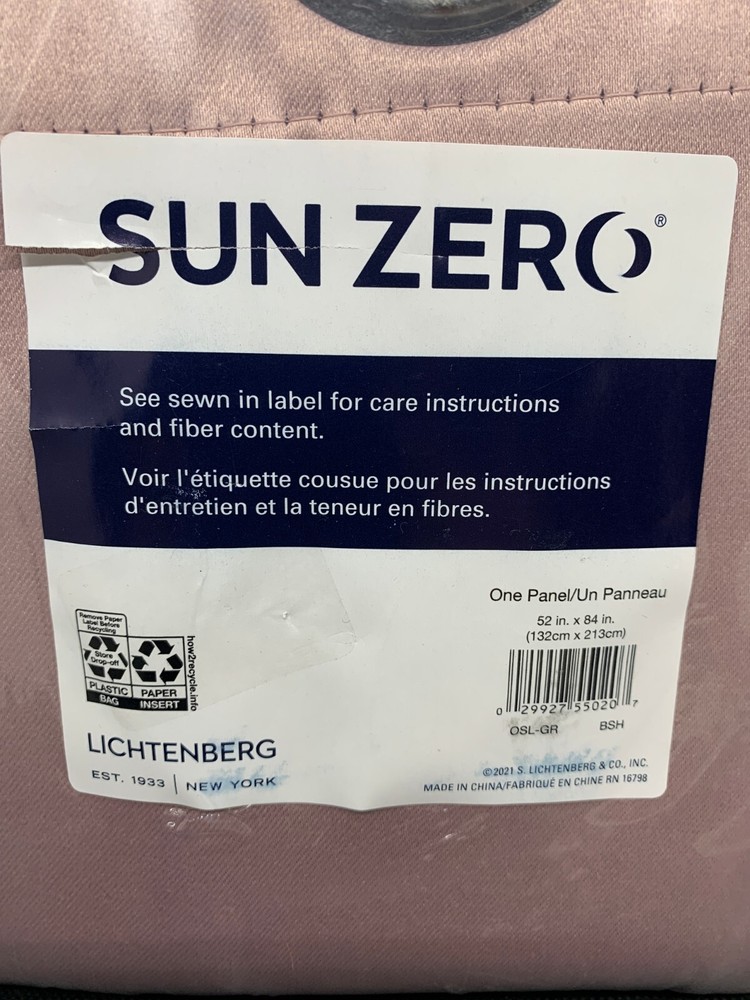 SUN ZERO®
See sewn in label for care instructions
and fiber content.
Voir l'étiquette cousue pour les instructions
d'entretien et la teneur en fibres.
One Panel/Un Panneau
52 in. x 84 in.
(132cm x 213cm)
0 29927 55020 7
OSL-GR BSH
Remove Paper
Label Before
Recycling
Store
Drop-off
PLASTIC
BAG
PAPER
INSERT
how2recycle.info
LICHTENBERG
EST. 1933 | NEW YORK
©2021 S. LICHTENBERG & CO., INC.
MADE IN CHINA/FABRIQUÉ EN CHINE RN 16798